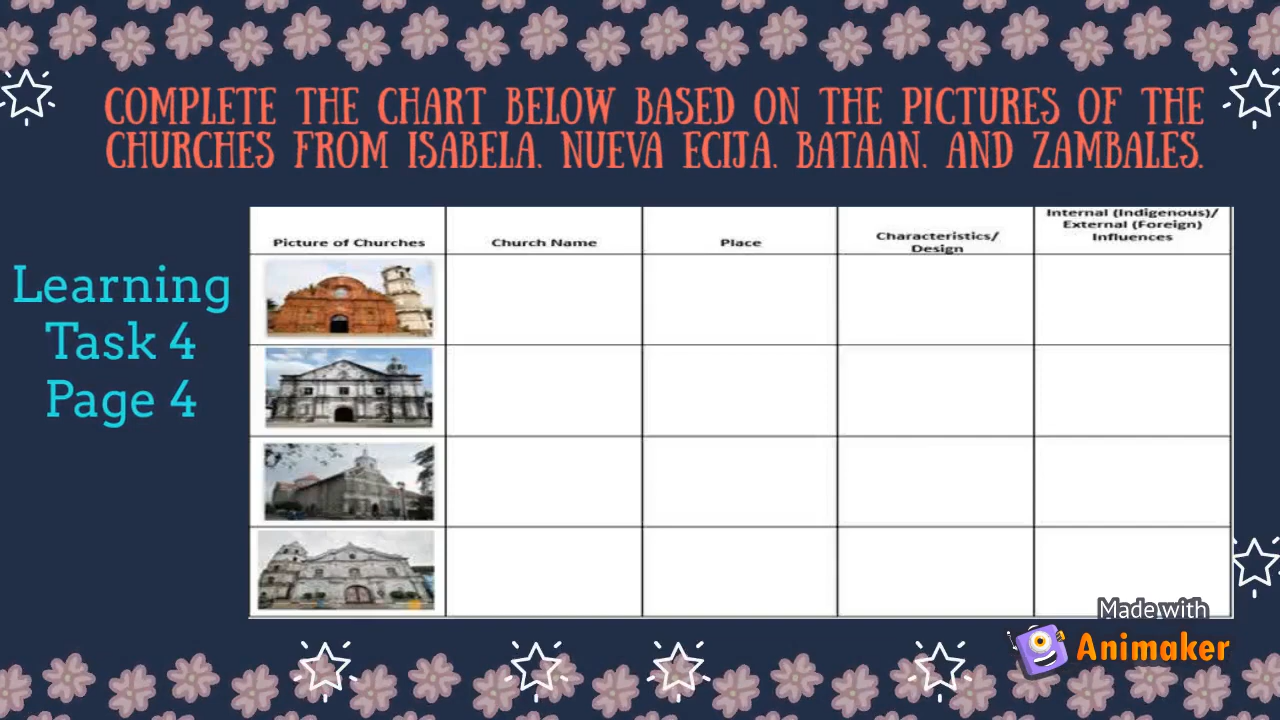 COMPLETE THE CHART BELOW BASED ON THE PICTURES OF THE
CHURCHES FROM ISABELA, NUEVA ECIJA, BATAAN, AND ZAMBALES.
Learning
Task 4
Page 4
Picture of Churches
Church Name
Place
Characteristics/
Design
Internal (Indigenous)/
External (Foreign)
Influences
Made with
Animaker